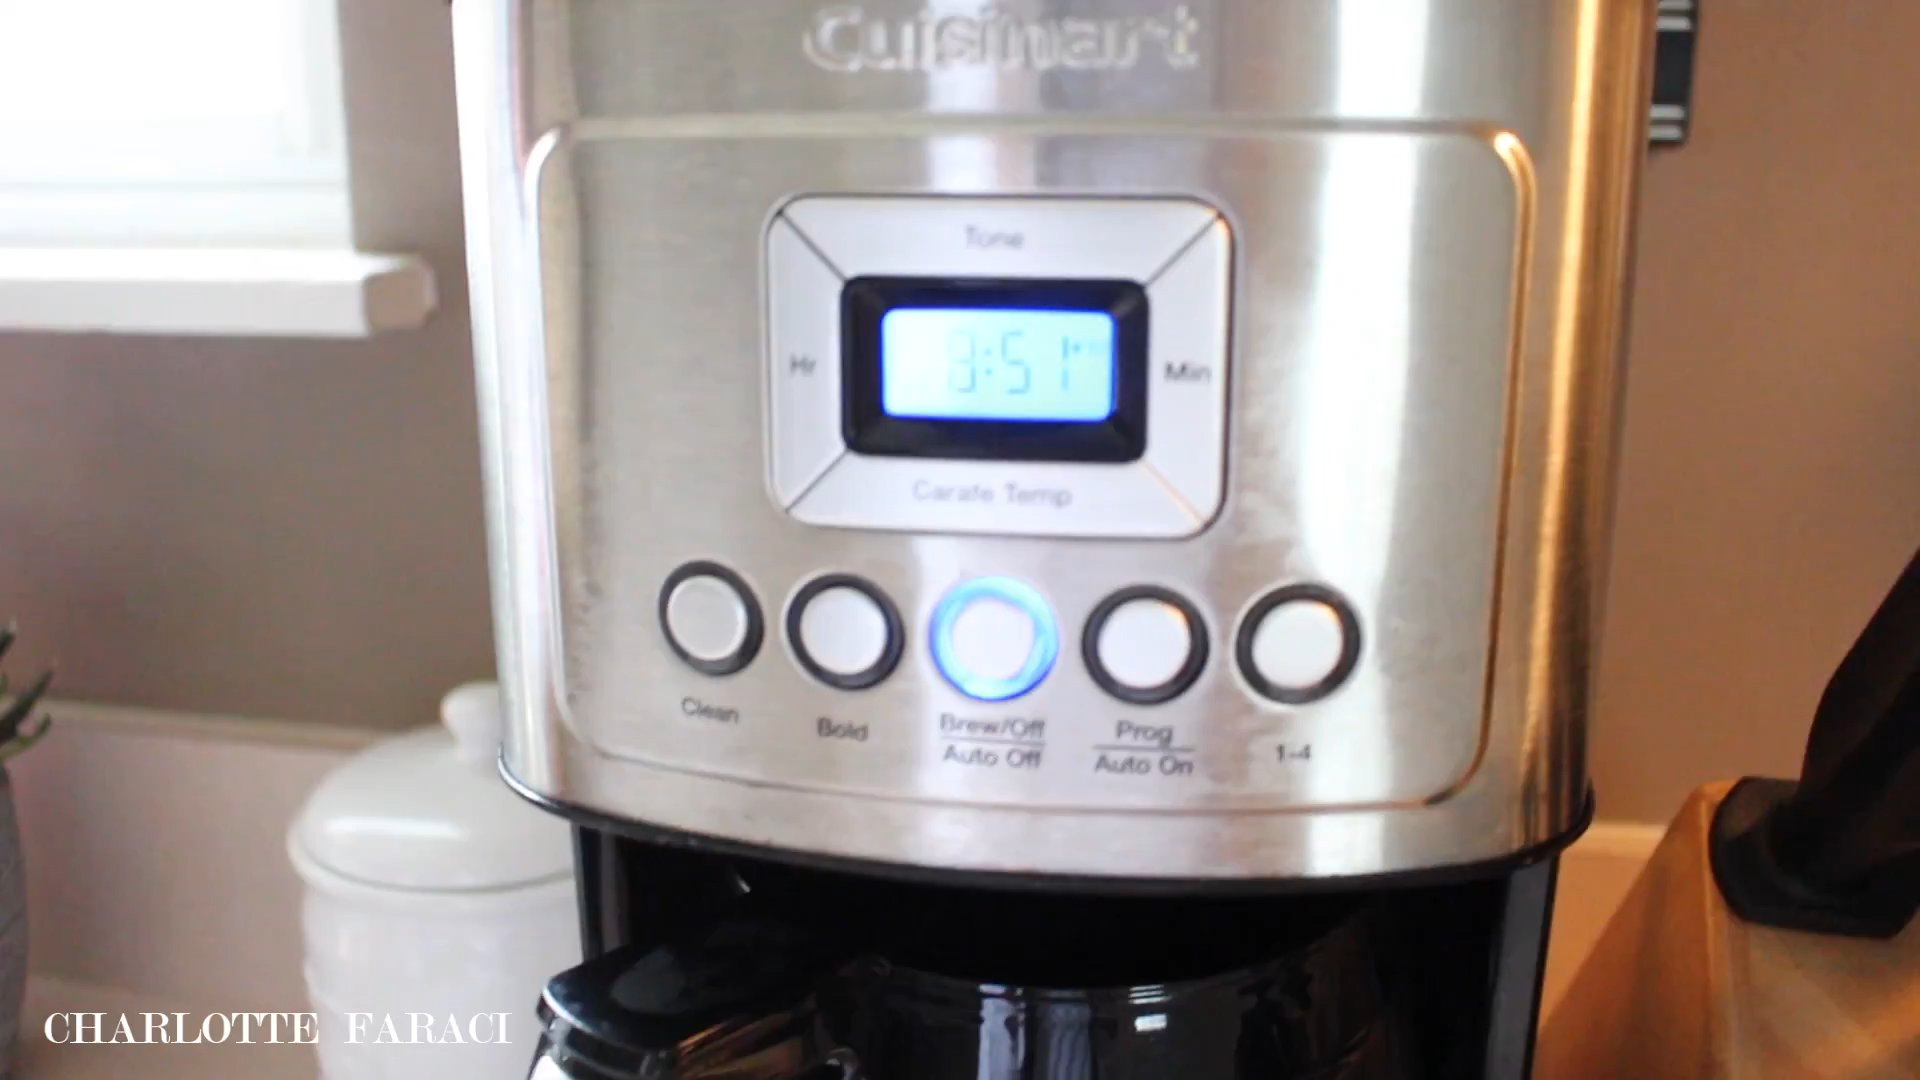 Cuisinart
Tone
Hr
3:51
Min
Carafe Temp
Clean
Bold
Brew/Off
Auto Off
Prog
Auto On
1-4
CHARLOTTE FARACI